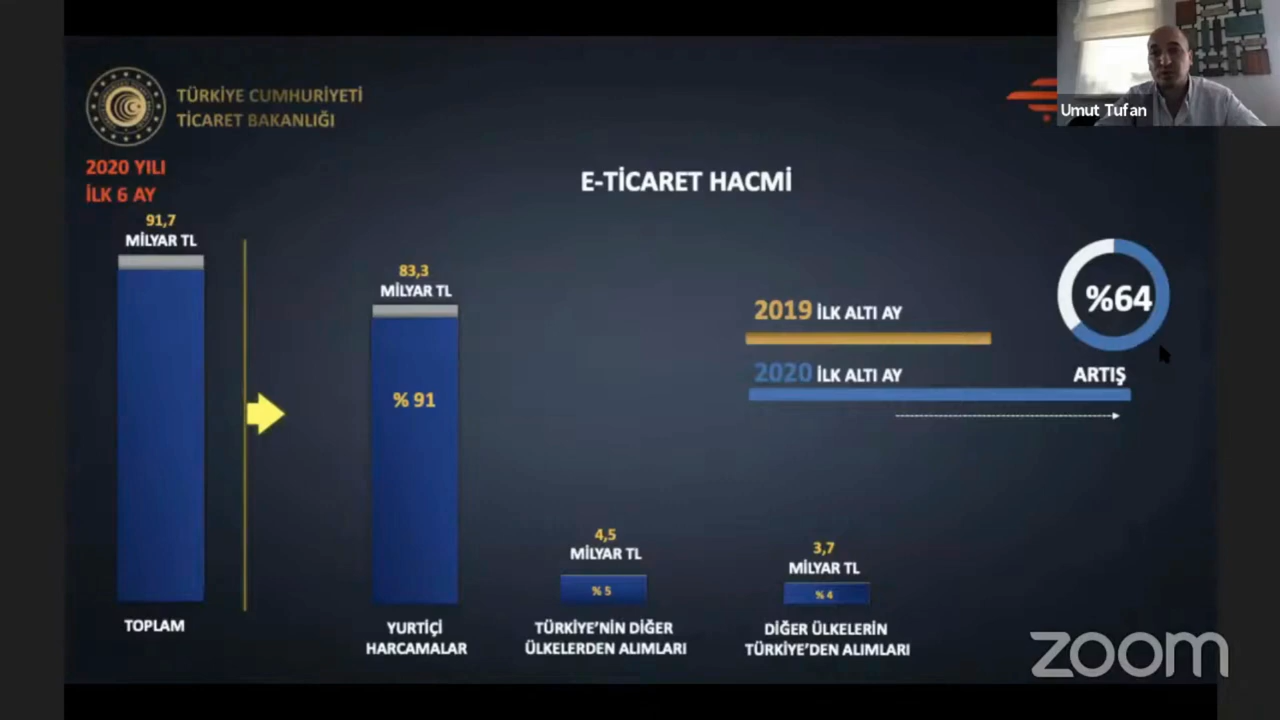 TÜRKİYE CUMHURİYETİ
TİCARET BAKANLIĞI
Umut Tufan
2020 YILI
İLK 6 AY
E-TİCARET HACMİ
91,7
MİLYAR TL
83,3
MİLYAR TL
% 91
2019 İLK ALTI AY
2020 İLK ALTI AY
%64
ARTIŞ
4,5
MİLYAR TL
% 5
3,7
MİLYAR TL
% 4
TOPLAM
YURTİÇİ
HARCAMALAR
TÜRKİYE'NİN DİĞER
ÜLKELERDEN ALIMLARI
DİĞER ÜLKELERİN
TÜRKİYE'DEN ALIMLARI
zoom